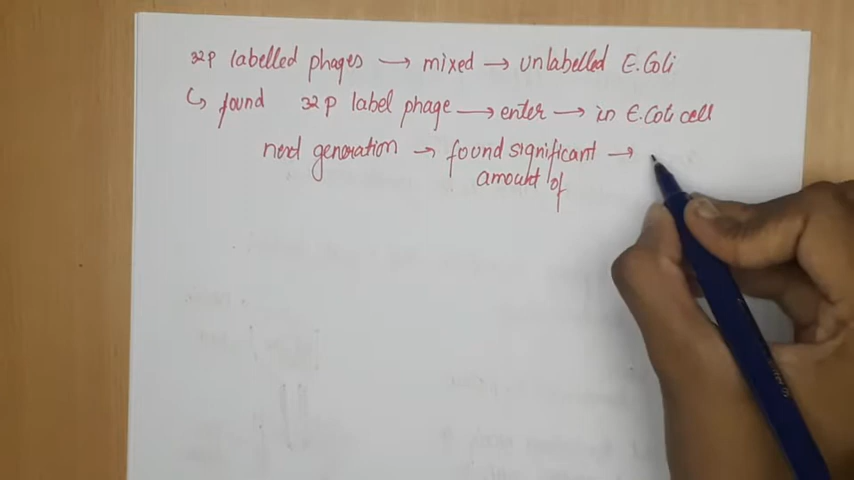 32P labelled phages → mixed → unlabelled E.Coli
↳ found 32P label phage → enter → in E.Coli cell
next generation → found significant →
amount of